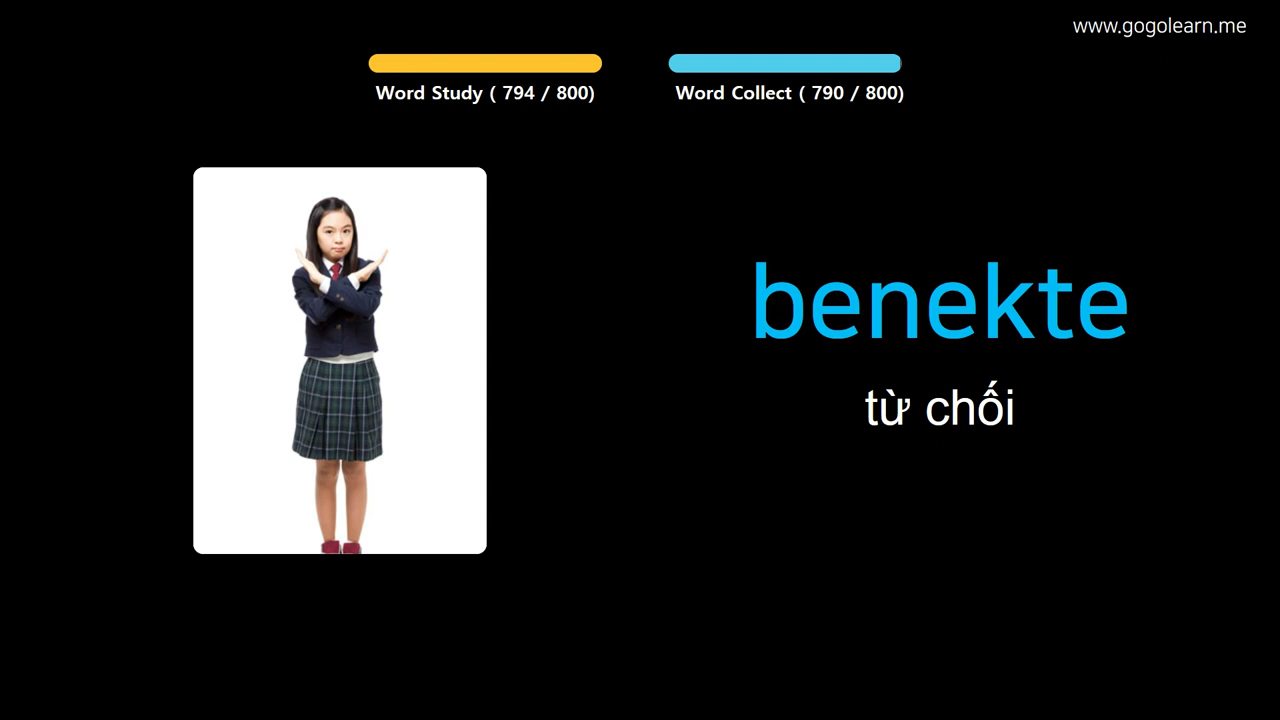 www.gogolearn.me
Word Study ( 794 / 800)
Word Collect ( 790 / 800)
benekte
từ chối